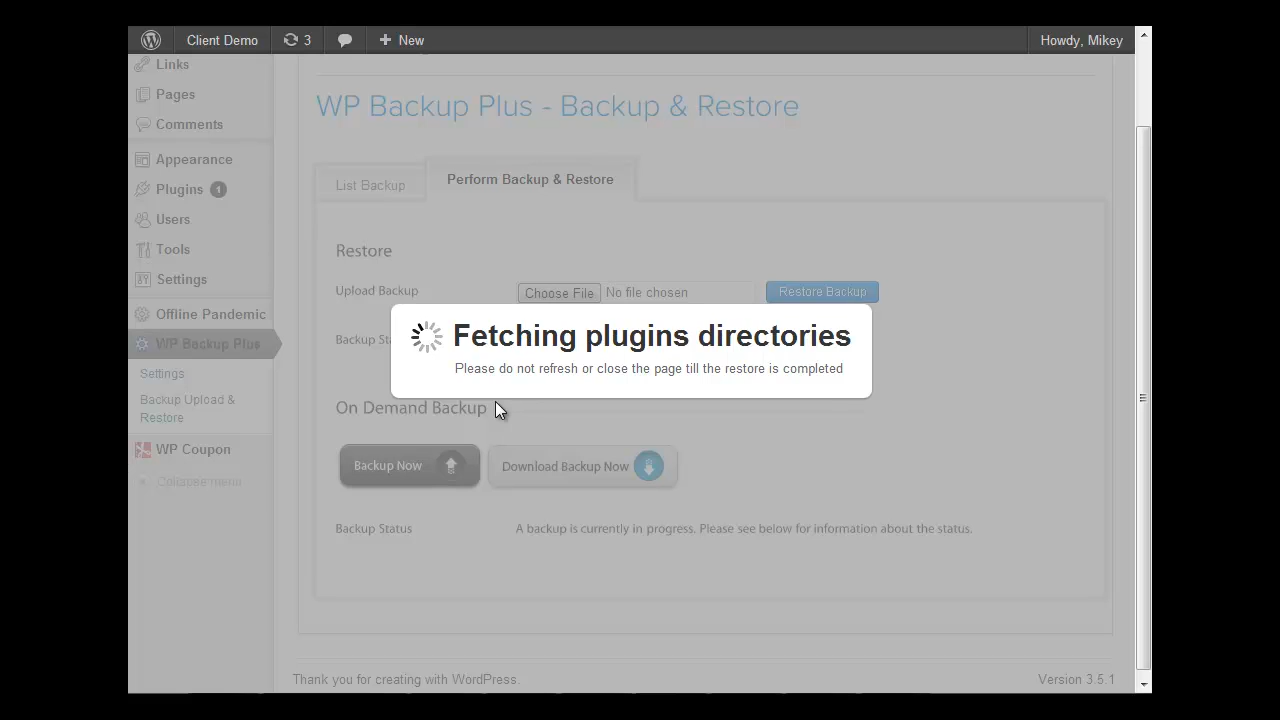 Client Demo 3 New Howdy, Mikey
Links
Pages
Comments
Appearance
Plugins 1
Users
Tools
Settings
Offline Pandemic
WP Backup Plus
Settings
Backup Upload &
Restore
WP Coupon
Collapse menu
WP Backup Plus - Backup & Restore
List Backup Perform Backup & Restore
Restore
Upload Backup Choose File No file chosen Restore Backup
Fetching plugins directories
Backup Sta
Please do not refresh or close the page till the restore is completed
On Demand Backup
Backup Now Download Backup Now
Backup Status A backup is currently in progress. Please see below for information about the status.
Thank you for creating with WordPress. Version 3.5.1